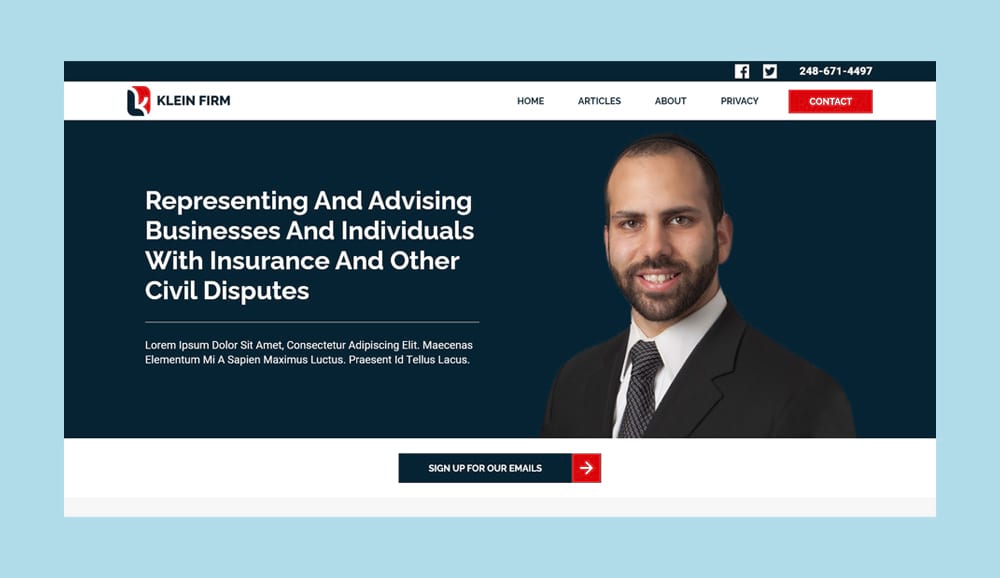 248-671-4497
KLEIN FIRM
HOME ARTICLES ABOUT PRIVACY CONTACT
Representing And Advising
Businesses And Individuals
With Insurance And Other
Civil Disputes
Lorem Ipsum Dolor Sit Amet, Consectetur Adipiscing Elit. Maecenas
Elementum Mi A Sapien Maximus Luctus. Praesent Id Tellus Lacus.
SIGN UP FOR OUR EMAILS